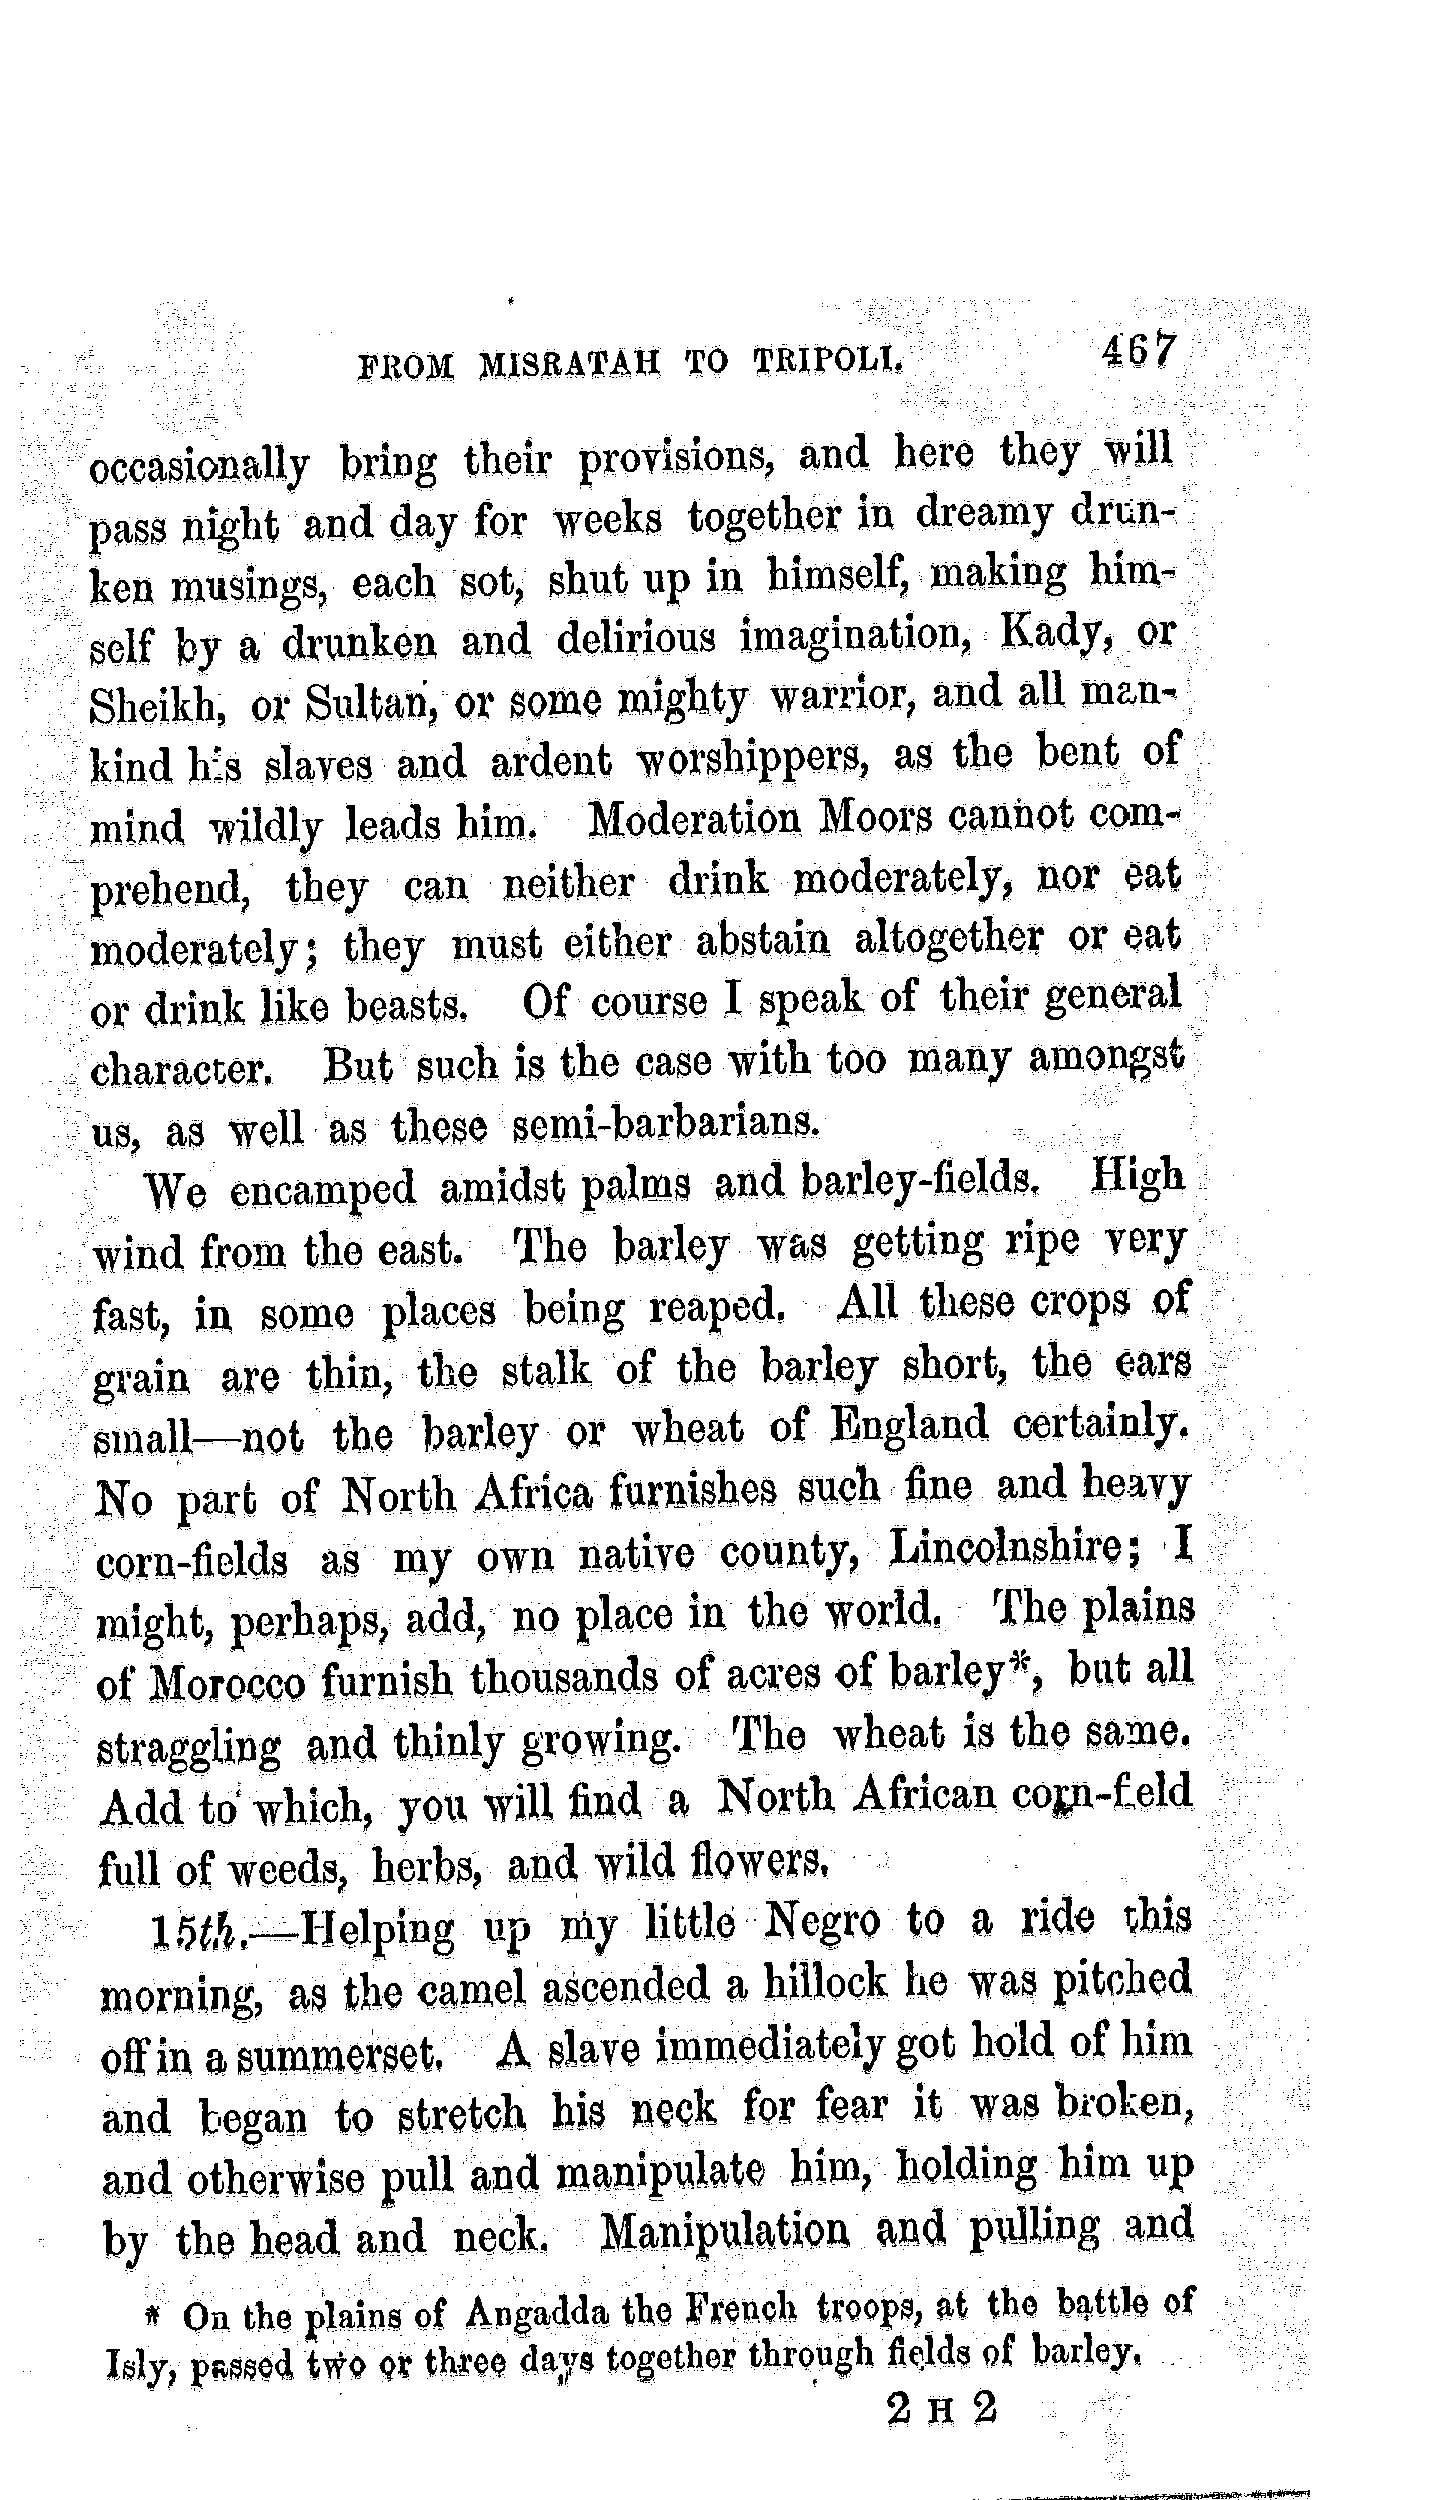 FROM MISRATAH TO TRIPOLI. 467
occasionally bring their provisions, and here they will
pass night and day for weeks together in dreamy drun-
ken musings, each sot, shut up in himself, making him-
self by a drunken and delirious imagination, Kady, or
Sheikh, or Sultan, or some mighty warrior, and all man-
kind his slaves and ardent worshippers, as the bent of
mind wildly leads him. Moderation Moors cannot com-
prehend, they can neither drink moderately, nor eat
moderately; they must either abstain altogether or eat
or drink like beasts. Of course I speak of their general
character. But such is the case with too many amongst
us, as well as these semi-barbarians.
We encamped amidst palms and barley-fields. High
wind from the east. The barley was getting ripe very
fast, in some places being reaped. All these crops of
grain are thin, the stalk of the barley short, the ears
small—not the barley or wheat of England certainly.
No part of North Africa furnishes such fine and heavy
corn-fields as my own native county, Lincolnshire; I
might, perhaps, add, no place in the world. The plains
of Morocco furnish thousands of acres of barley*, but all
straggling and thinly growing. The wheat is the same.
Add to which, you will find a North African corn-field
full of weeds, herbs, and wild flowers.
15th.—Helping up my little Negro to a ride this
morning, as the camel ascended a hillock he was pitched
off in a summerset. A slave immediately got hold of him
and began to stretch his neck for fear it was broken,
and otherwise pull and manipulate him, holding him up
by the head and neck. Manipulation and pulling and
* On the plains of Angadda the French troops, at the battle of
Isly, passed two or three days together through fields of barley.
2 H 2